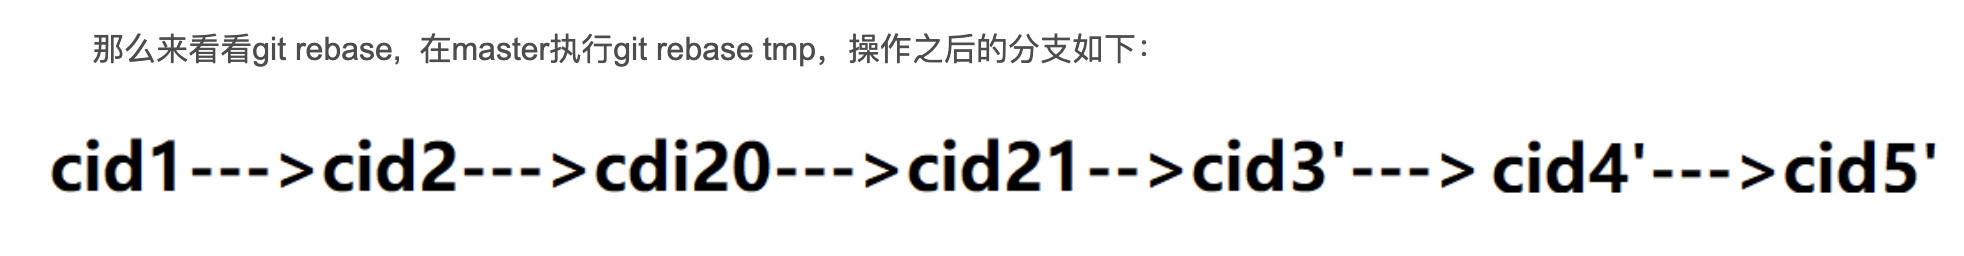 那么来看看git rebase，在master执行git rebase tmp，操作之后的分支如下：
cid1--->cid2--->cdi20--->cid21-->cid3'---> cid4'--->cid5'